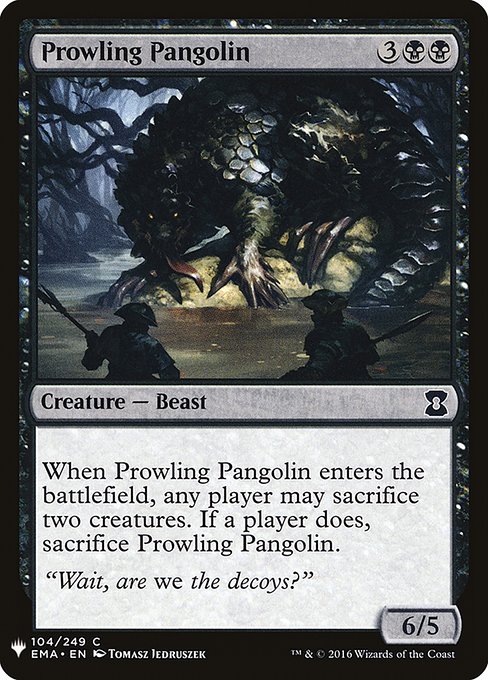 Prowling Pangolin 3
Creature — Beast
When Prowling Pangolin enters the
battlefield, any player may sacrifice
two creatures. If a player does,
sacrifice Prowling Pangolin.
“Wait, are we the decoys?”
6/5
104/249 C
EMA • EN Tomasz Jedruszek
™ & © 2016 Wizards of the Coast